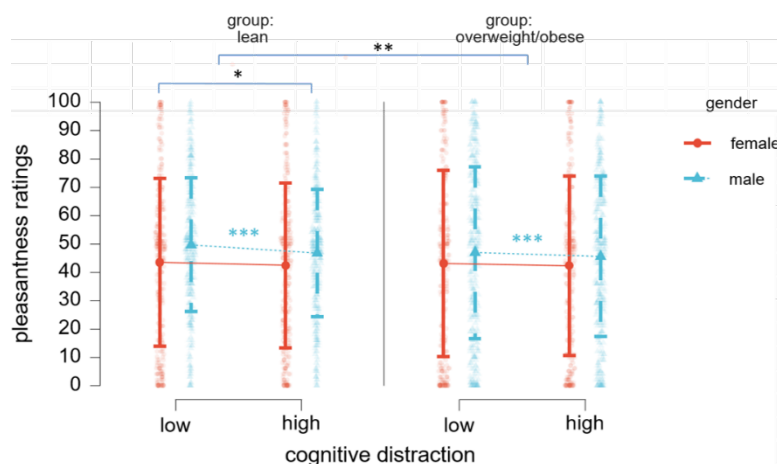 group:
lean
group:
overweight/obese
**
*
gender
female
male
pleasantness ratings
100
90
80
70
60
50
40
30
20
10
0
***
***
low
high
low
high
cognitive distraction